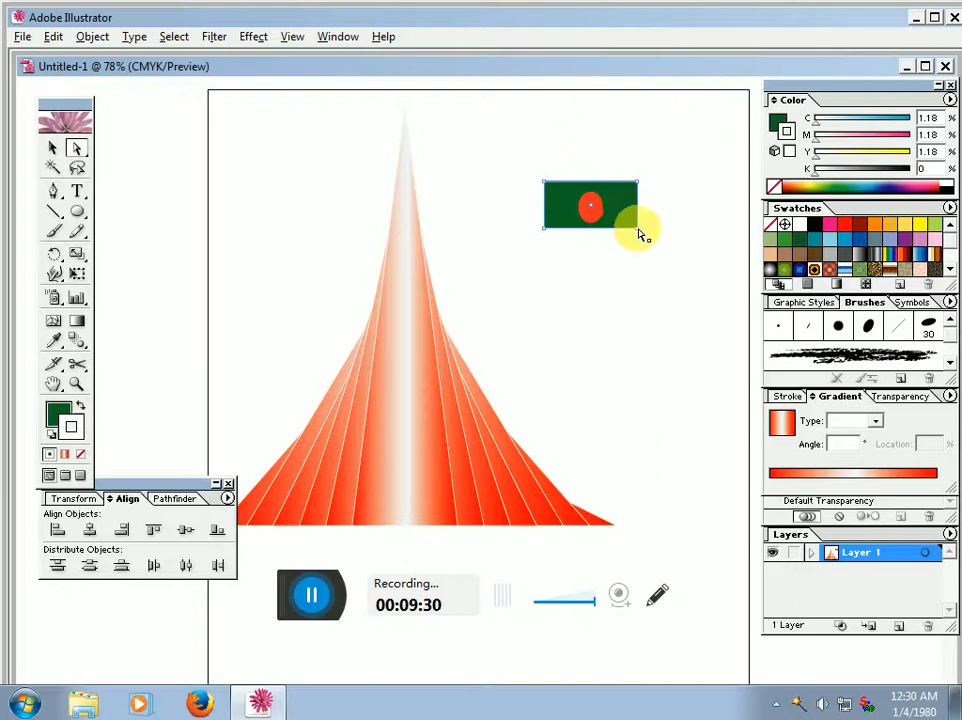 Adobe Illustrator
File Edit Object Type Select Filter Effect View Window Help
Untitled-1 @ 78% (CMYK/Preview)
Color
C 1.18 %
M 1.18 %
Y 1.18 %
K 0 %
Swatches
Graphic Styles Brushes Symbols
30
Stroke Gradient Transparency
Type:
Angle: ° Location: %
Default Transparency
Layers
Layer 1
1 Layer
T
Transform Align Pathfinder
Align Objects:
Distribute Objects:
Recording...
00:09:30
12:30 AM
1/4/1980